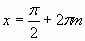 x = π/2 + 2πn